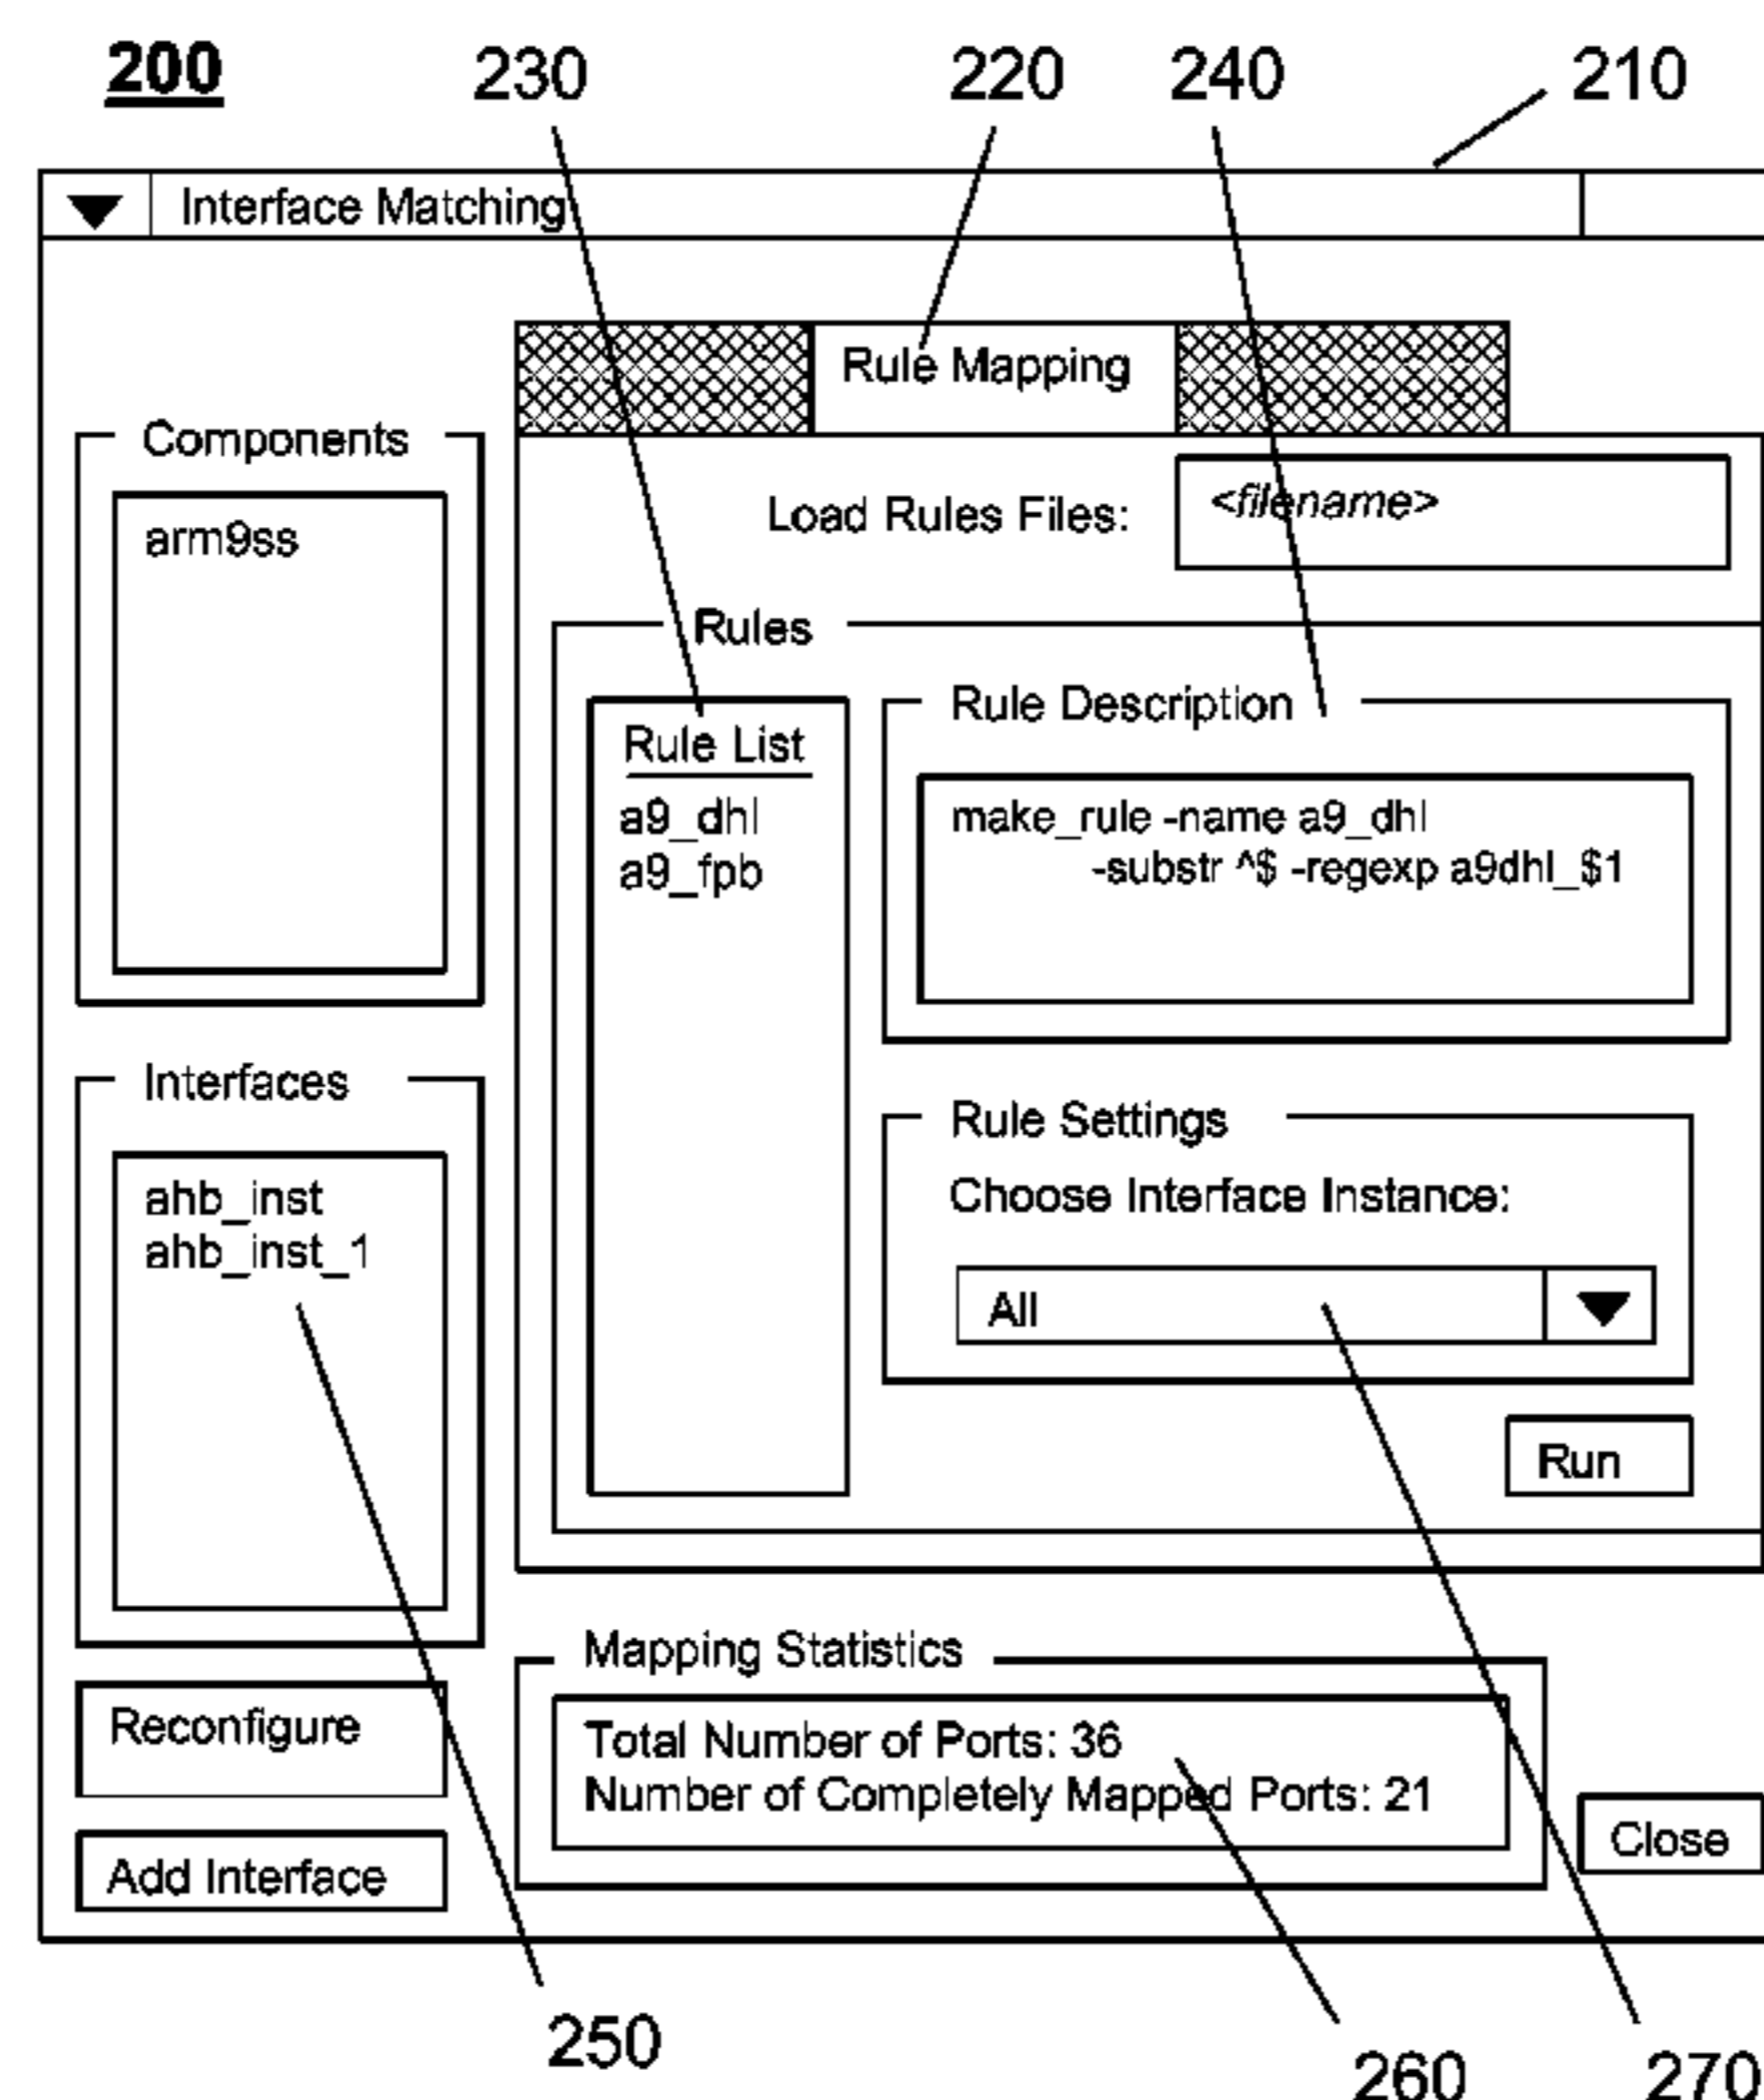 200 230 220 240 210
Interface Matching
Rule Mapping
Components
arm9ss
Load Rules Files: <filename>
Rules
Rule List
a9_dhl
a9_fpb
Rule Description
make_rule -name a9_dhl
-substr ^$ -regexp a9dhl_$1
Interfaces
ahb_inst
ahb_inst_1
Rule Settings
Choose Interface Instance:
All
Run
Reconfigure
Add Interface
Mapping Statistics
Total Number of Ports: 36
Number of Completely Mapped Ports: 21
Close
250 260 270